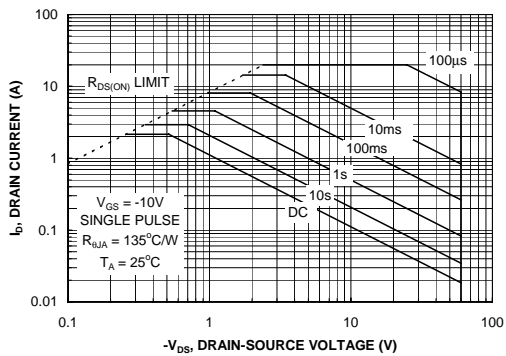 100
10
1
0.1
0.01
I_D, DRAIN CURRENT (A)
R_DS(ON) LIMIT
100μs
10ms
100ms
1s
10s
DC
V_GS = -10V
SINGLE PULSE
R_θJA = 135°C/W
T_A = 25°C
0.1
1
10
100
-V_DS, DRAIN-SOURCE VOLTAGE (V)